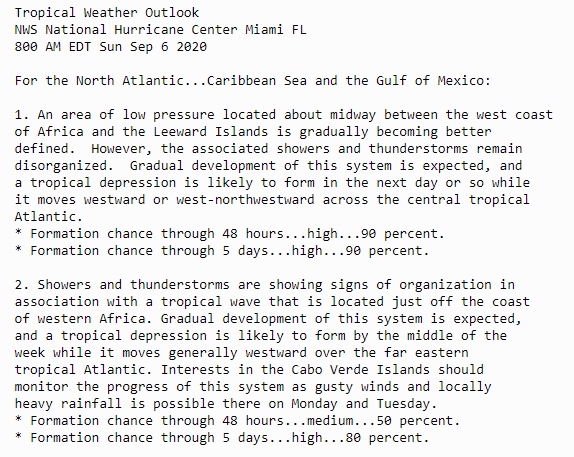 Tropical Weather Outlook
NWS National Hurricane Center Miami FL
800 AM EDT Sun Sep 6 2020

For the North Atlantic...Caribbean Sea and the Gulf of Mexico:

1. An area of low pressure located about midway between the west coast
of Africa and the Leeward Islands is gradually becoming better
defined.  However, the associated showers and thunderstorms remain
disorganized.  Gradual development of this system is expected, and
a tropical depression is likely to form in the next day or so while
it moves westward or west-northwestward across the central tropical
Atlantic.
* Formation chance through 48 hours...high...90 percent.
* Formation chance through 5 days...high...90 percent.

2. Showers and thunderstorms are showing signs of organization in
association with a tropical wave that is located just off the coast
of western Africa. Gradual development of this system is expected,
and a tropical depression is likely to form by the middle of the
week while it moves generally westward over the far eastern
tropical Atlantic. Interests in the Cabo Verde Islands should
monitor the progress of this system as gusty winds and locally
heavy rainfall is possible there on Monday and Tuesday.
* Formation chance through 48 hours...medium...50 percent.
* Formation chance through 5 days...high...80 percent.